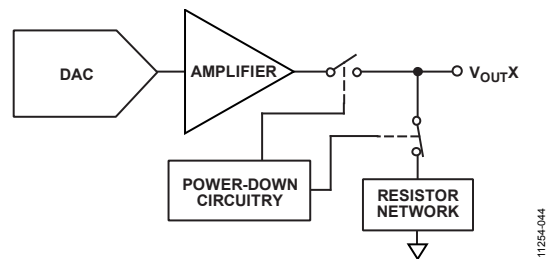 DAC
AMPLIFIER
VOUTX
POWER-DOWN
CIRCUITRY
RESISTOR
NETWORK
11254-044